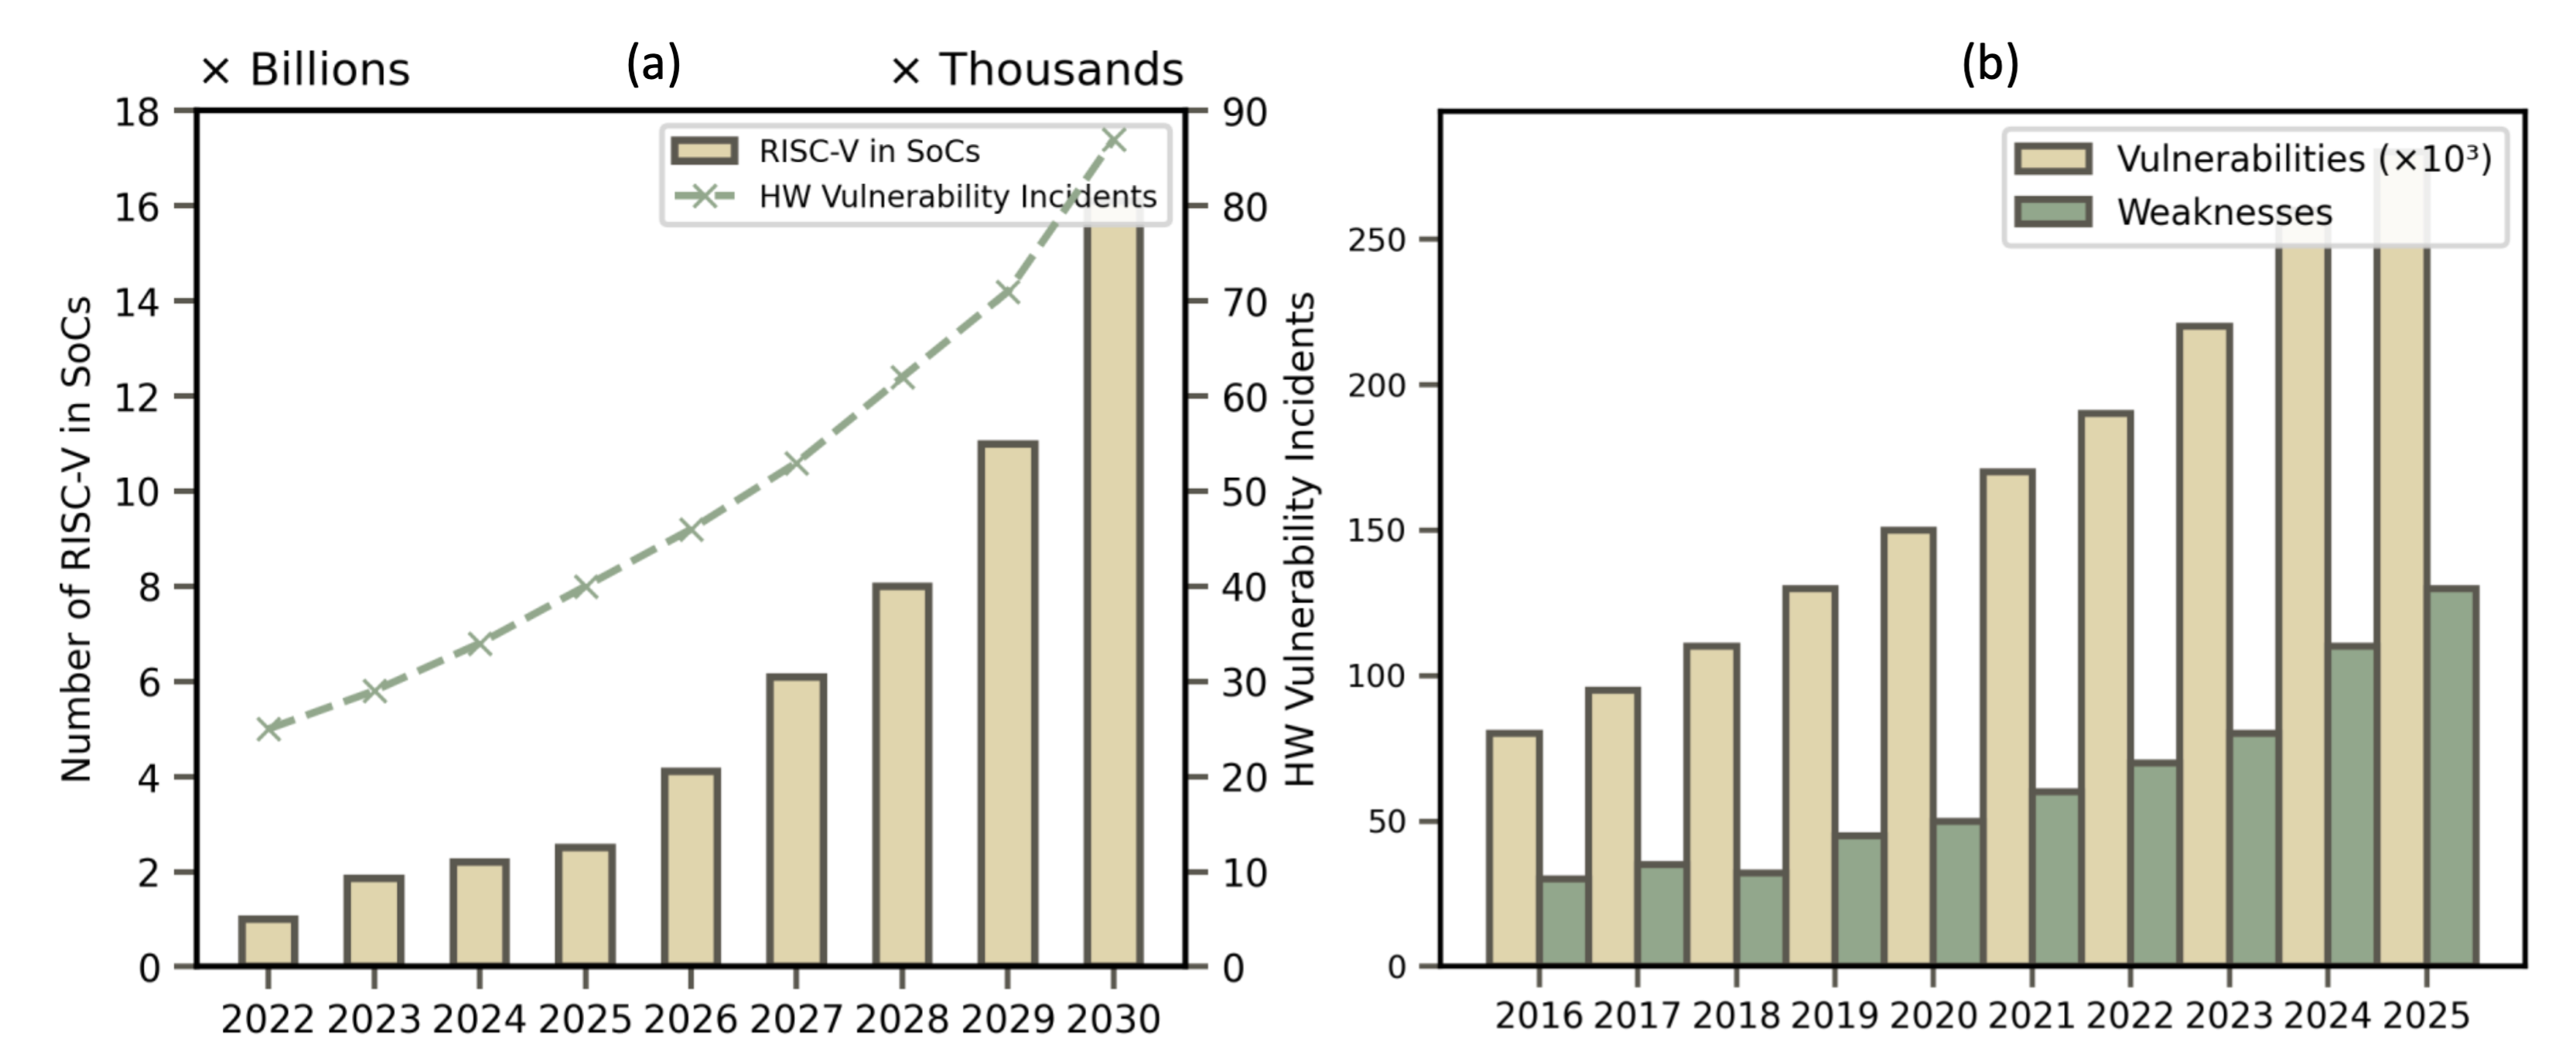 × Billions (a) × Thousands
RISC-V in SoCs
HW Vulnerability Incidents
Number of RISC-V in SoCs
18
16
14
12
10
8
6
4
2
0
90
80
70
60
50
40
30
20
10
0
HW Vulnerability Incidents
2022 2023 2024 2025 2026 2027 2028 2029 2030
(b)
Vulnerabilities (×10³)
Weaknesses
250
200
150
100
50
0
2016 2017 2018 2019 2020 2021 2022 2023 2024 2025